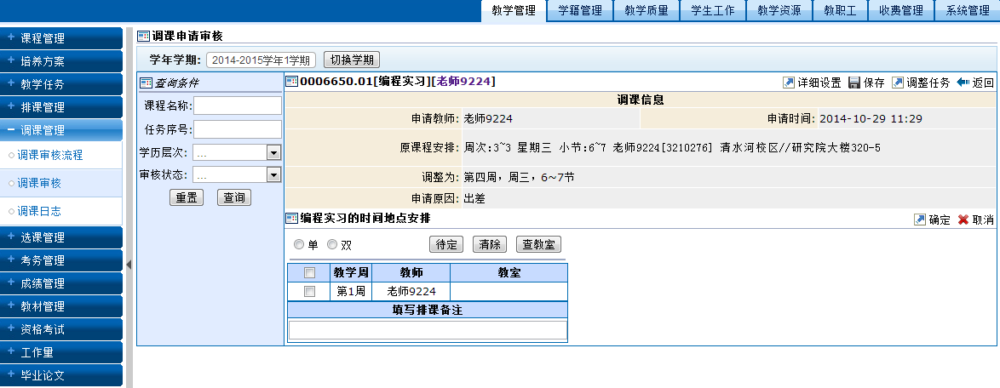 教学管理 学籍管理 教学质量 学生工作 教学资源 教职工 收费管理 系统管理
课程管理
培养方案
教学任务
排课管理
调课管理
调课审核流程
调课审核
调课日志
选课管理
考务管理
成绩管理
教材管理
资格考试
工作量
毕业论文
调课申请审核
学年学期: 2014-2015学年1学期 切换学期
查询条件
课程名称:
任务序号:
学历层次: ...
审核状态: ...
重置 查询
0006650.01[编程实习][老师9224] 详细设置 保存 调整任务 返回
调课信息
申请教师: 老师9224 申请时间: 2014-10-29 11:29
原课程安排: 周次:3~3 星期三 小节:6~7 老师9224[3210276] 清水河校区//研究院大楼320-5
调整为: 第四周，周三，6~7节
申请原因: 出差
编程实习的时间地点安排 确定 取消
单 双 待定 清除 查教室
教学周 教师 教室
第1周 老师9224
填写排课备注